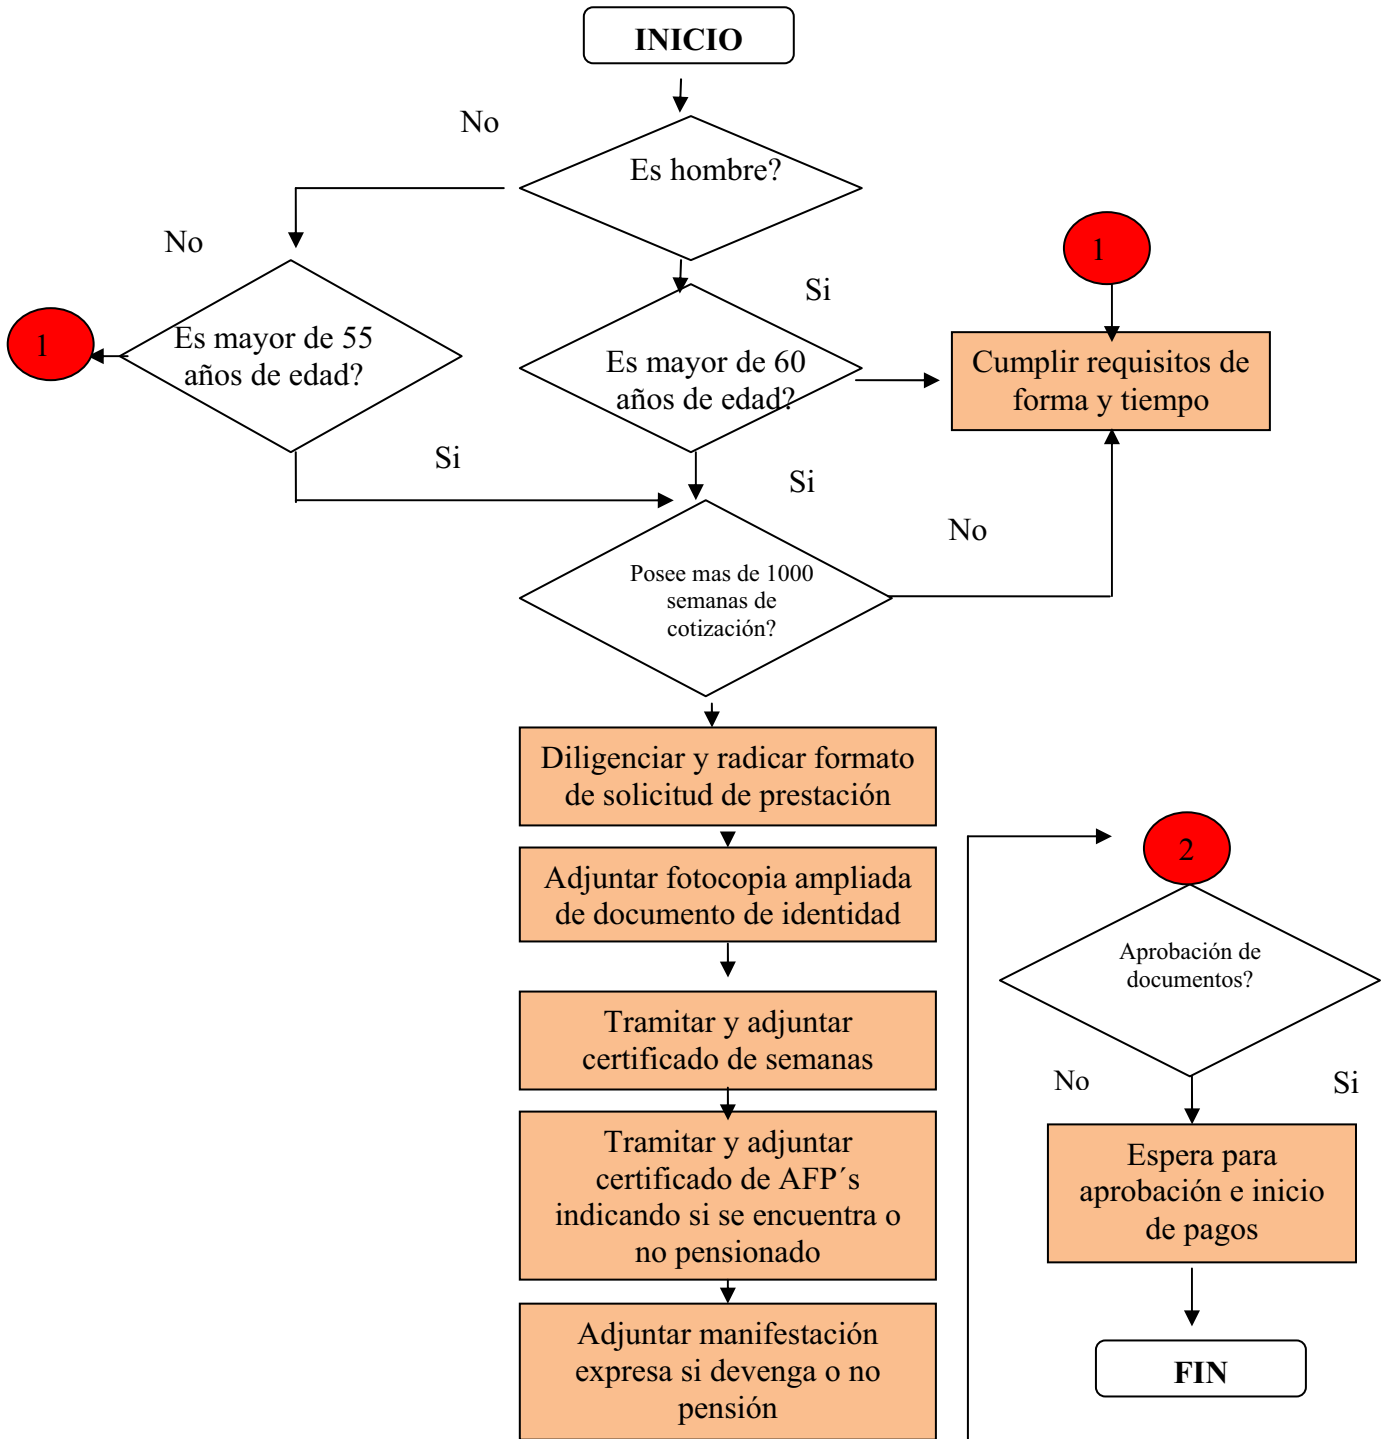 INICIO
No
Es hombre?
No
1
Si
1
Es mayor de 55
años de edad?
Es mayor de 60
años de edad?
Cumplir requisitos de
forma y tiempo
Si
Si
No
Posee mas de 1000
semanas de
cotización?
Diligenciar y radicar formato
de solicitud de prestación
Adjuntar fotocopia ampliada
de documento de identidad
Tramitar y adjuntar
certificado de semanas
Tramitar y adjuntar
certificado de AFP´s
indicando si se encuentra o
no pensionado
Adjuntar manifestación
expresa si devenga o no
pensión
2
Aprobación de
documentos?
No
Si
Espera para
aprobación e inicio
de pagos
FIN